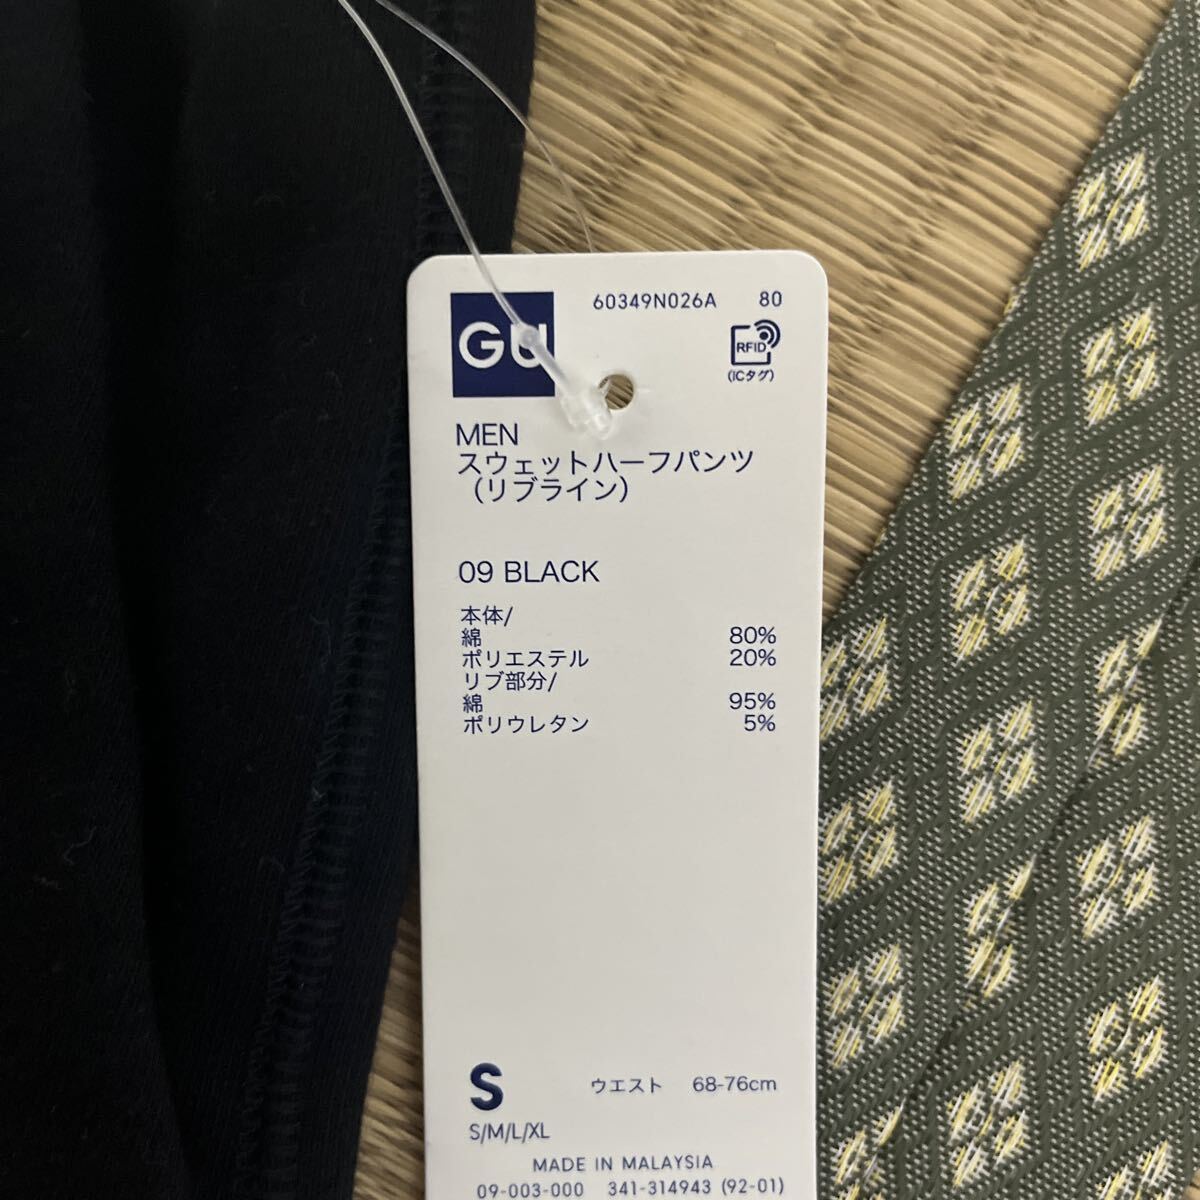 60349N026A 80
GU
RFID
(ICタグ)
MEN
スウェットハーフパンツ
（リブライン）
09 BLACK
本体/
綿 80%
ポリエステル 20%
リブ部分/
綿 95%
ポリウレタン 5%
S ウエスト 68-76cm
S/M/L/XL
MADE IN MALAYSIA
09-003-000 341-314943 (92-01)